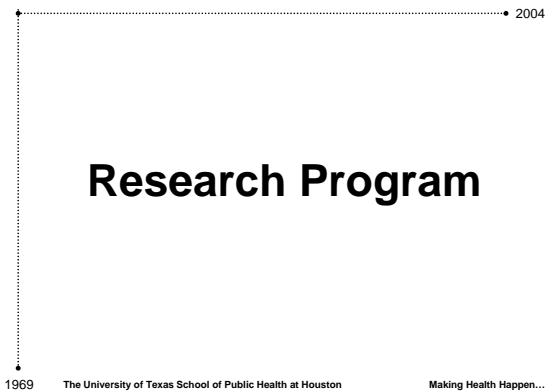 2004
Research Program
1969 The University of Texas School of Public Health at Houston Making Health Happen...